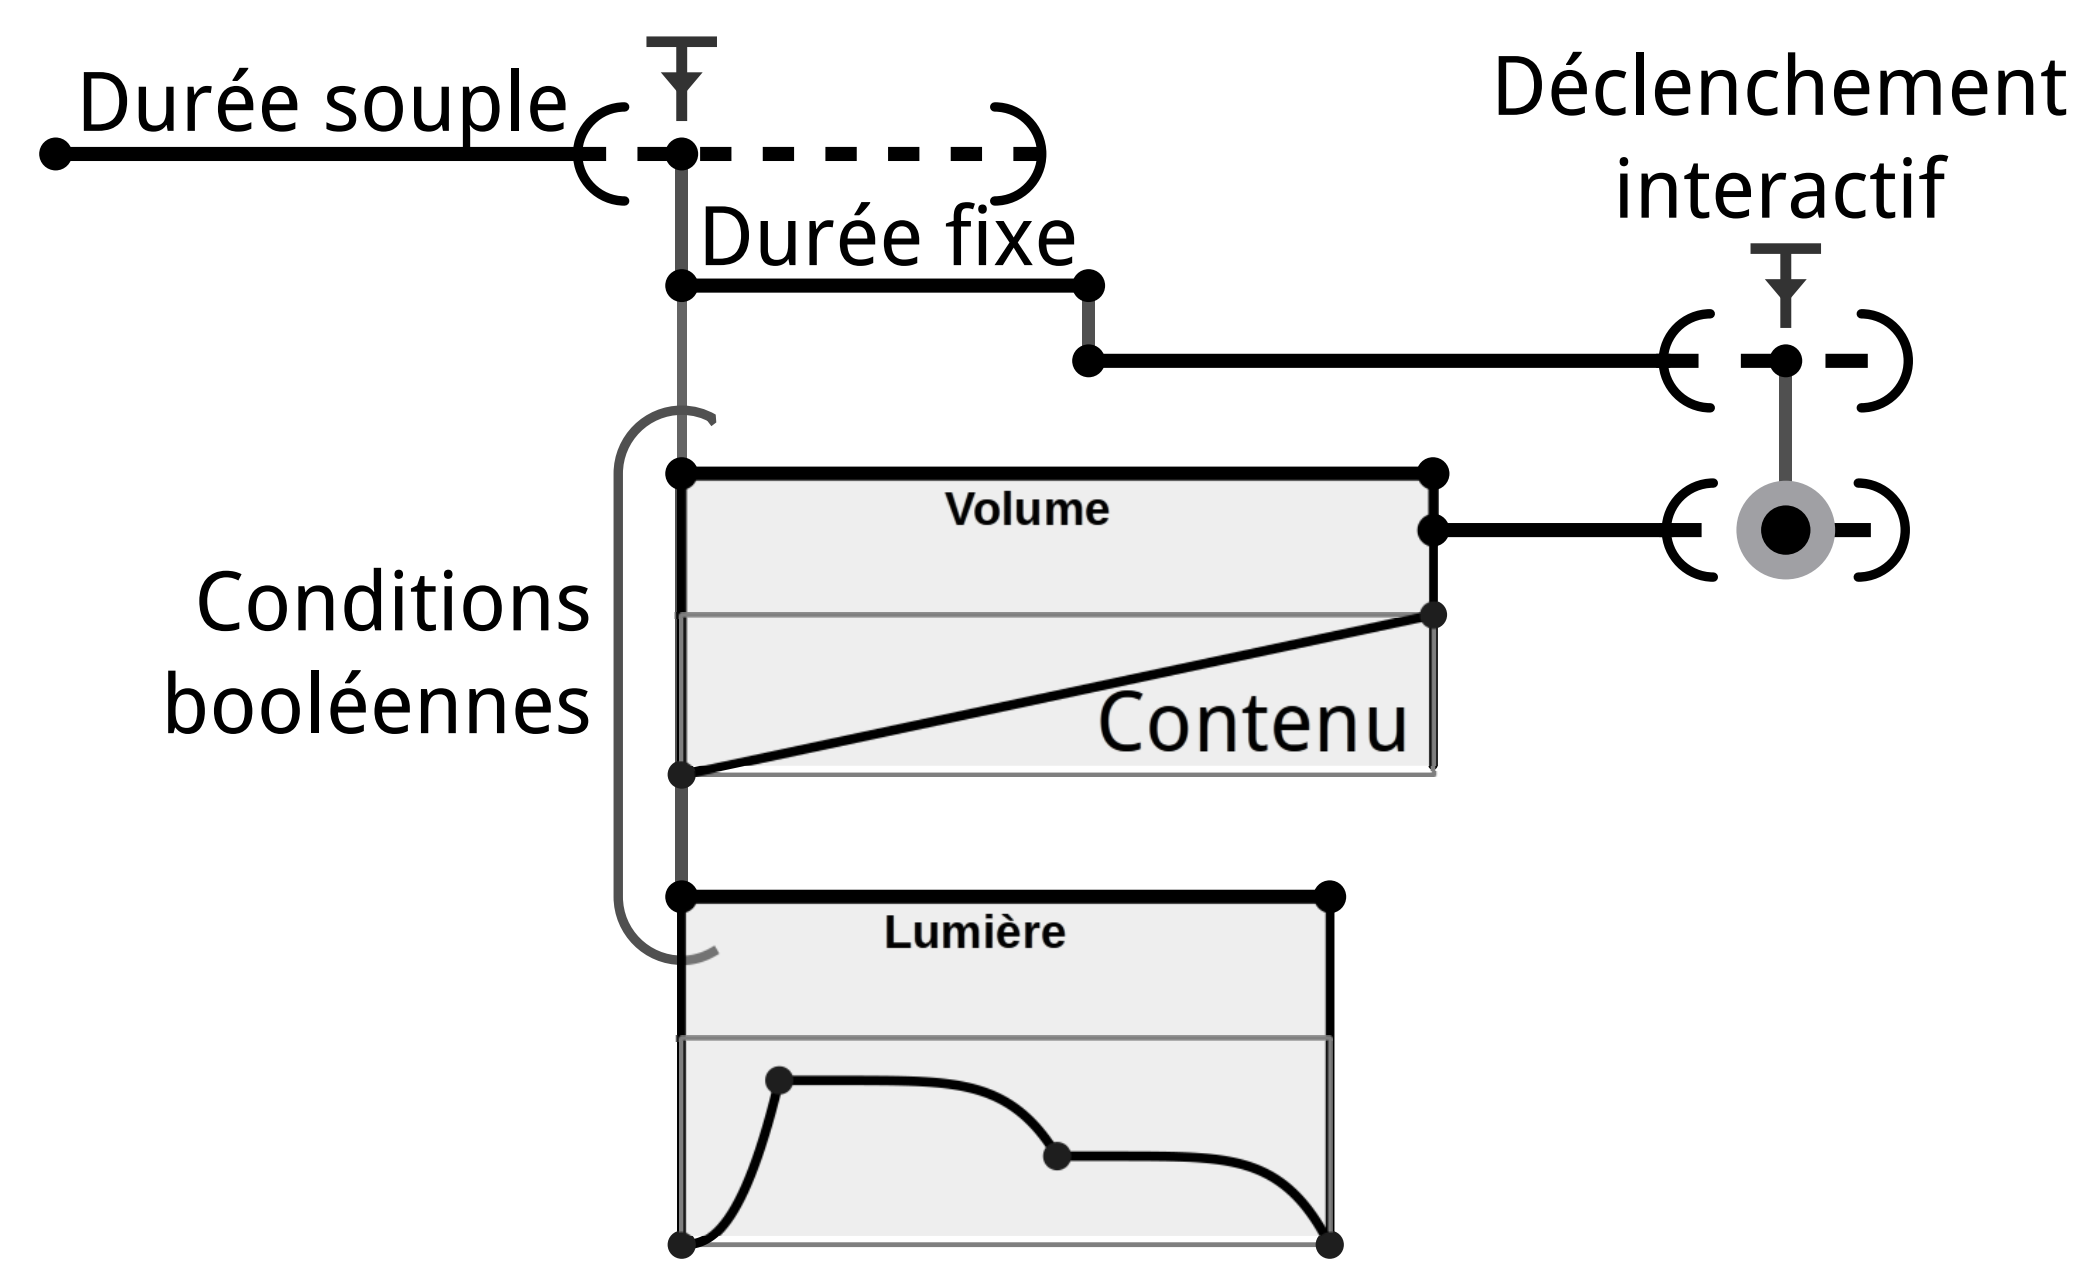 Durée souple
Déclenchement
interactif
Durée fixe
Volume
Conditions
booléennes
Contenu
Lumière